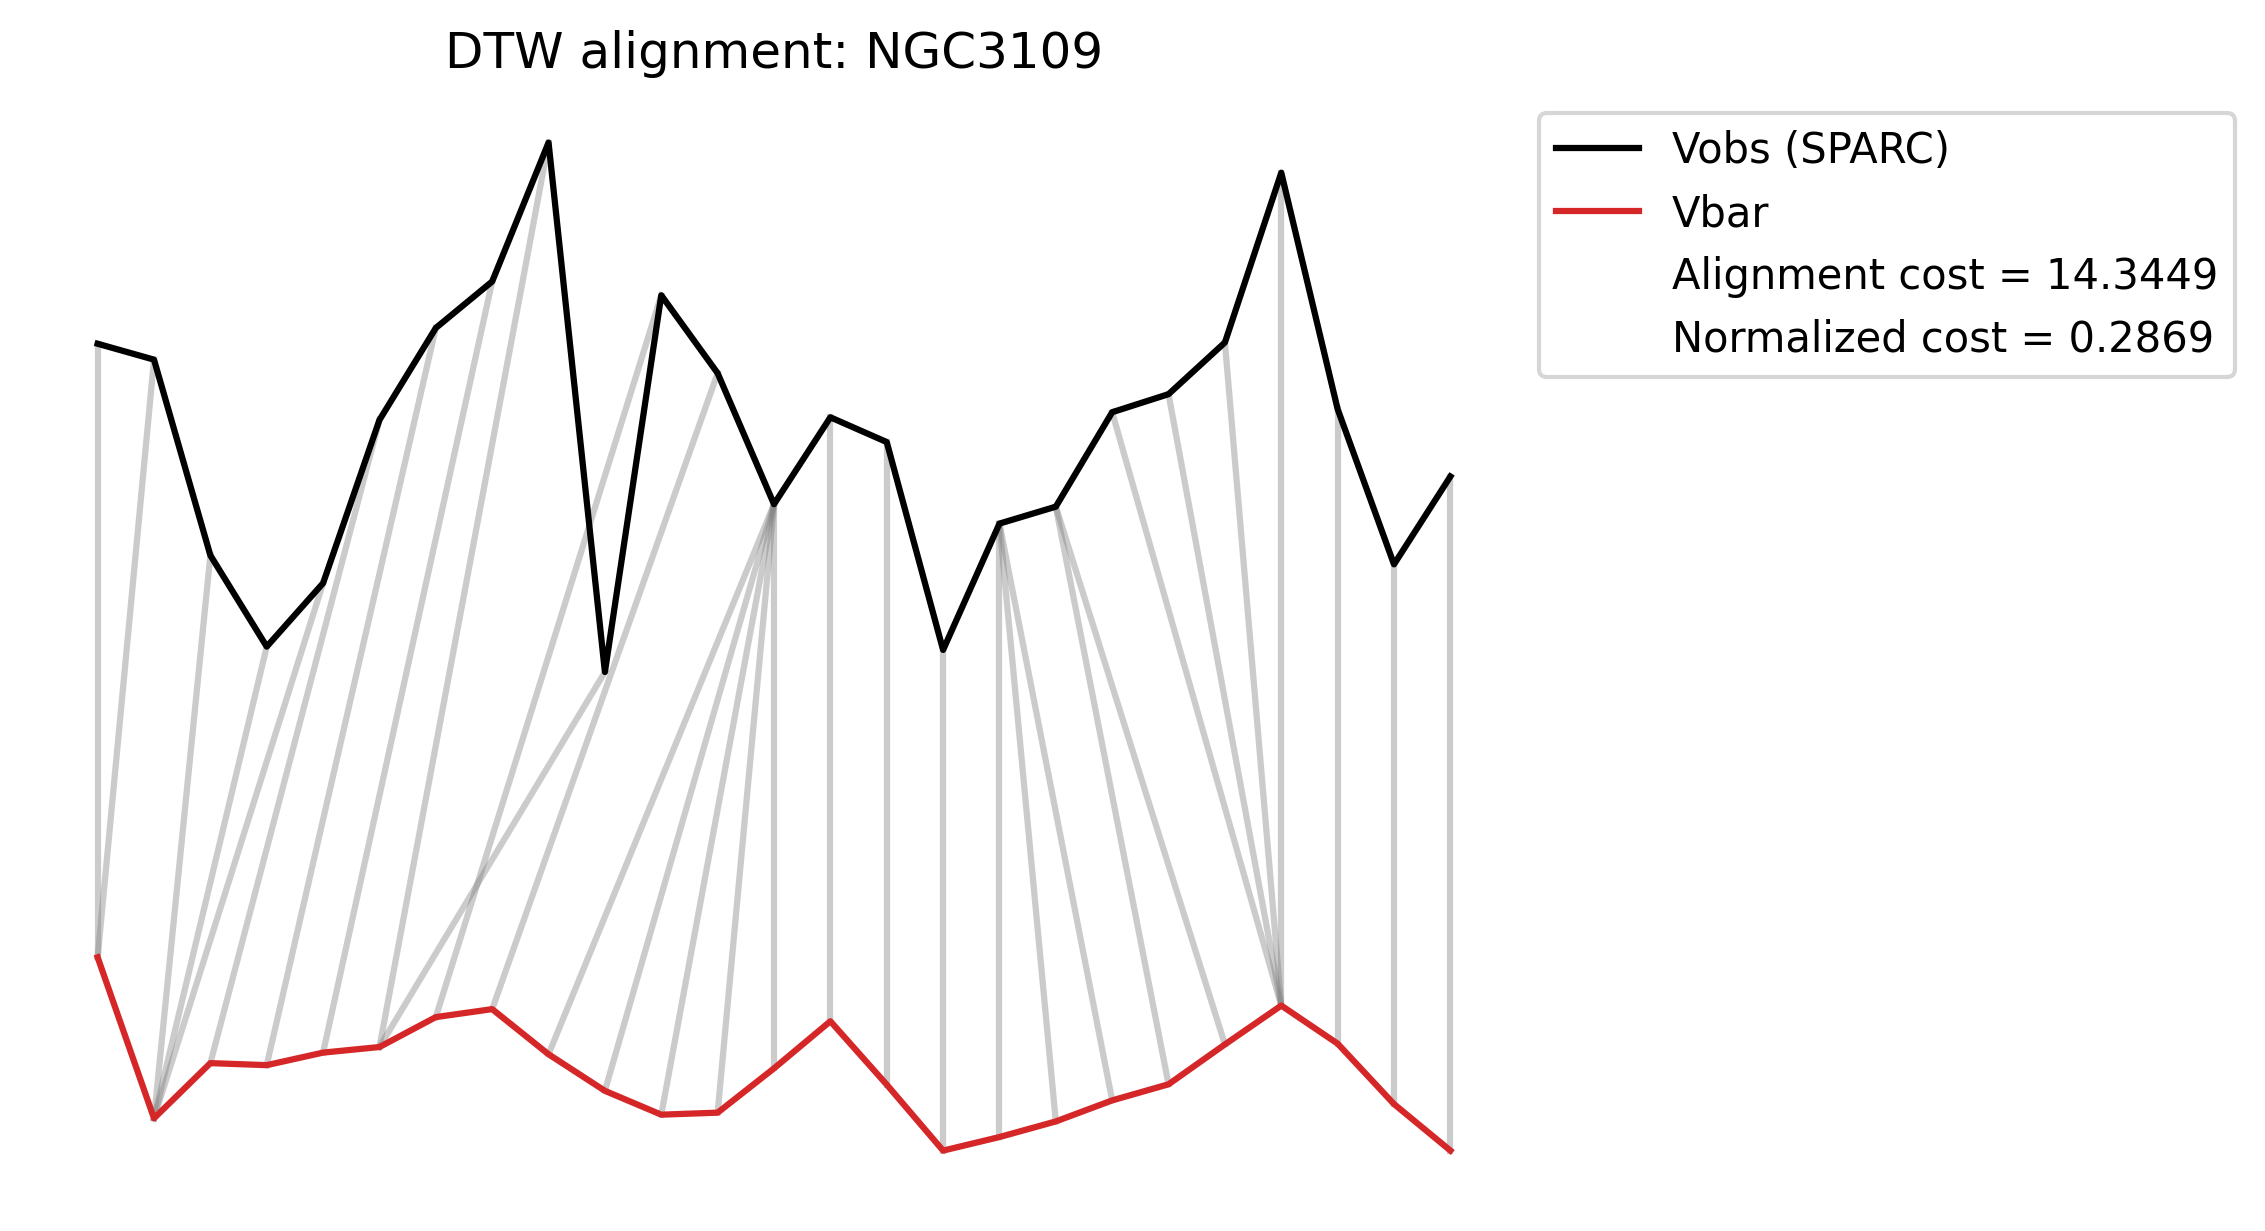 DTW alignment: NGC3109
Vobs (SPARC)
Vbar
Alignment cost = 14.3449
Normalized cost = 0.2869